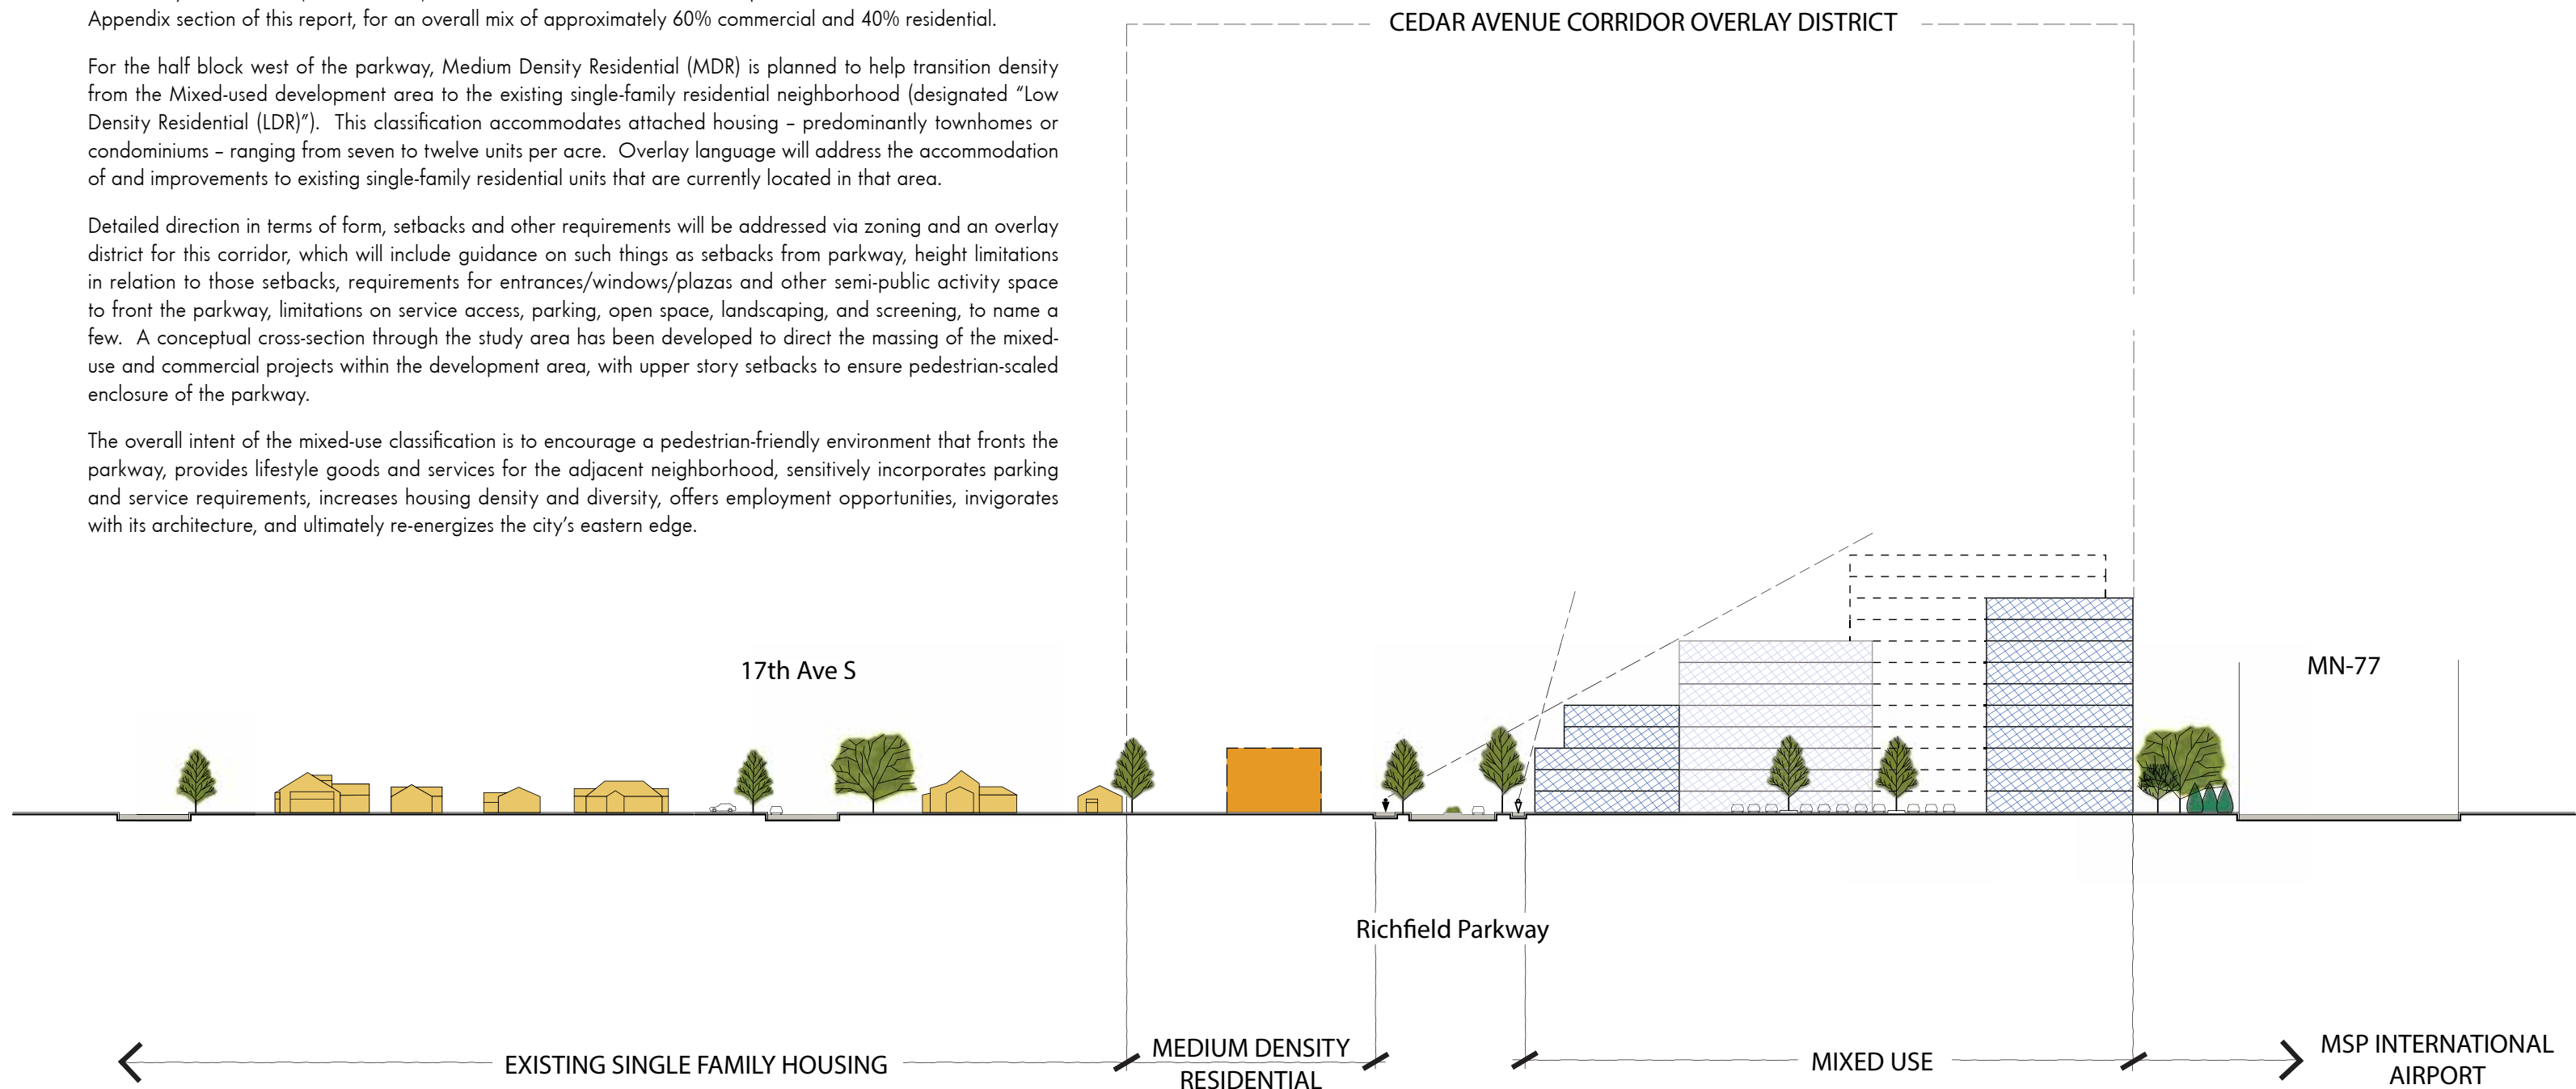 Appendix section of this report, for an overall mix of approximately 60% commercial and 40% residential.
For the half block west of the parkway, Medium Density Residential (MDR) is planned to help transition density
from the Mixed-used development area to the existing single-family residential neighborhood (designated “Low
Density Residential (LDR)”).  This classification accommodates attached housing – predominantly townhomes or
condominiums – ranging from seven to twelve units per acre.  Overlay language will address the accommodation
of and improvements to existing single-family residential units that are currently located in that area.
Detailed direction in terms of form, setbacks and other requirements will be addressed via zoning and an overlay
district for this corridor, which will include guidance on such things as setbacks from parkway, height limitations
in relation to those setbacks, requirements for entrances/windows/plazas and other semi-public activity space
to front the parkway, limitations on service access, parking, open space, landscaping, and screening, to name a
few.  A conceptual cross-section through the study area has been developed to direct the massing of the mixed-
use and commercial projects within the development area, with upper story setbacks to ensure pedestrian-scaled
enclosure of the parkway.
The overall intent of the mixed-use classification is to encourage a pedestrian-friendly environment that fronts the
parkway, provides lifestyle goods and services for the adjacent neighborhood, sensitively incorporates parking
and service requirements, increases housing density and diversity, offers employment opportunities, invigorates
with its architecture, and ultimately re-energizes the city’s eastern edge.
CEDAR AVENUE CORRIDOR OVERLAY DISTRICT
17th Ave S
MN-77
Richfield Parkway
EXISTING SINGLE FAMILY HOUSING
MEDIUM DENSITY
RESIDENTIAL
MIXED USE
MSP INTERNATIONAL
AIRPORT